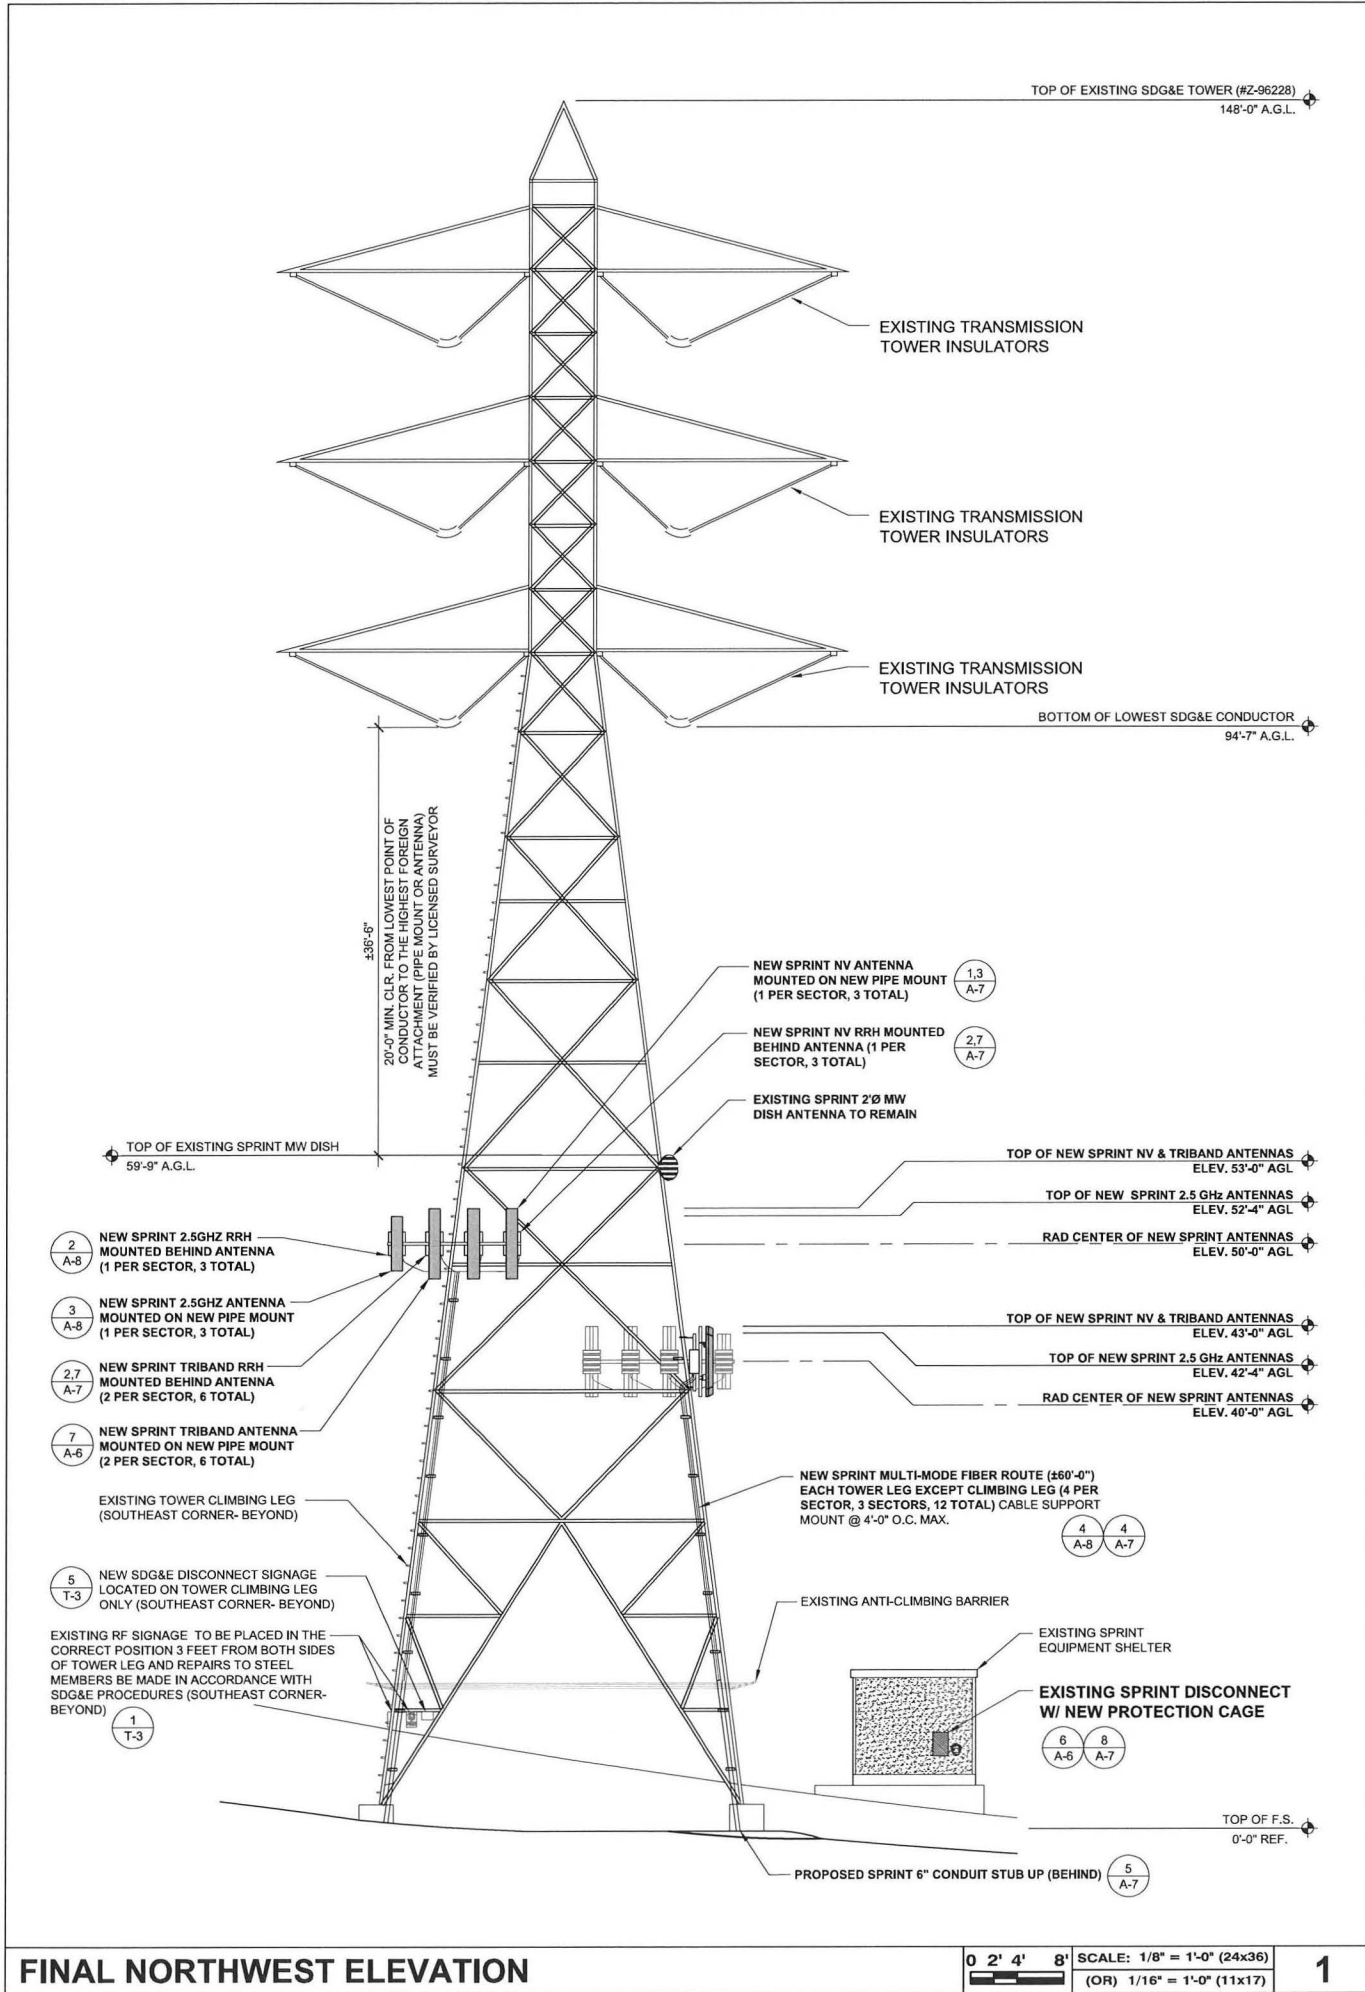 TOP OF EXISTING SDG&E TOWER (#Z-96228)
148'-0" A.G.L.
EXISTING TRANSMISSION
TOWER INSULATORS
EXISTING TRANSMISSION
TOWER INSULATORS
EXISTING TRANSMISSION
TOWER INSULATORS
BOTTOM OF LOWEST SDG&E CONDUCTOR
94'-7" A.G.L.
±36'-6"
20'-0" MIN. CLR. FROM LOWEST POINT OF
CONDUCTOR TO THE HIGHEST FOREIGN
ATTACHMENT (PIPE MOUNT OR ANTENNA)
MUST BE VERIFIED BY LICENSED SURVEYOR
NEW SPRINT NV ANTENNA
MOUNTED ON NEW PIPE MOUNT
(1 PER SECTOR, 3 TOTAL)
1,3
A-7
NEW SPRINT NV RRH MOUNTED
BEHIND ANTENNA (1 PER
SECTOR, 3 TOTAL)
2,7
A-7
EXISTING SPRINT 2'Ø MW
DISH ANTENNA TO REMAIN
TOP OF EXISTING SPRINT MW DISH
59'-9" A.G.L.
TOP OF NEW SPRINT NV & TRIBAND ANTENNAS
ELEV. 53'-0" AGL
TOP OF NEW SPRINT 2.5 GHz ANTENNAS
ELEV. 52'-4" AGL
RAD CENTER OF NEW SPRINT ANTENNAS
ELEV. 50'-0" AGL
2
A-8
NEW SPRINT 2.5GHZ RRH
MOUNTED BEHIND ANTENNA
(1 PER SECTOR, 3 TOTAL)
3
A-8
NEW SPRINT 2.5GHZ ANTENNA
MOUNTED ON NEW PIPE MOUNT
(1 PER SECTOR, 3 TOTAL)
2,7
A-7
NEW SPRINT TRIBAND RRH
MOUNTED BEHIND ANTENNA
(2 PER SECTOR, 6 TOTAL)
7
A-6
NEW SPRINT TRIBAND ANTENNA
MOUNTED ON NEW PIPE MOUNT
(2 PER SECTOR, 6 TOTAL)
TOP OF NEW SPRINT NV & TRIBAND ANTENNAS
ELEV. 43'-0" AGL
TOP OF NEW SPRINT 2.5 GHz ANTENNAS
ELEV. 42'-4" AGL
RAD CENTER OF NEW SPRINT ANTENNAS
ELEV. 40'-0" AGL
NEW SPRINT MULTI-MODE FIBER ROUTE (±60'-0")
EACH TOWER LEG EXCEPT CLIMBING LEG (4 PER
SECTOR, 3 SECTORS, 12 TOTAL) CABLE SUPPORT
MOUNT @ 4'-0" O.C. MAX.
4
A-8
4
A-7
EXISTING TOWER CLIMBING LEG
(SOUTHEAST CORNER- BEYOND)
5
T-3
NEW SDG&E DISCONNECT SIGNAGE
LOCATED ON TOWER CLIMBING LEG
ONLY (SOUTHEAST CORNER- BEYOND)
EXISTING RF SIGNAGE TO BE PLACED IN THE
CORRECT POSITION 3 FEET FROM BOTH SIDES
OF TOWER LEG AND REPAIRS TO STEEL
MEMBERS BE MADE IN ACCORDANCE WITH
SDG&E PROCEDURES (SOUTHEAST CORNER-
BEYOND)
1
T-3
EXISTING ANTI-CLIMBING BARRIER
EXISTING SPRINT
EQUIPMENT SHELTER
EXISTING SPRINT DISCONNECT
W/ NEW PROTECTION CAGE
6
A-6
8
A-7
TOP OF F.S.
0'-0" REF.
PROPOSED SPRINT 6" CONDUIT STUB UP (BEHIND)
5
A-7
FINAL NORTHWEST ELEVATION
0 2' 4' 8'
SCALE: 1/8" = 1'-0" (24x36)
(OR) 1/16" = 1'-0" (11x17)
1